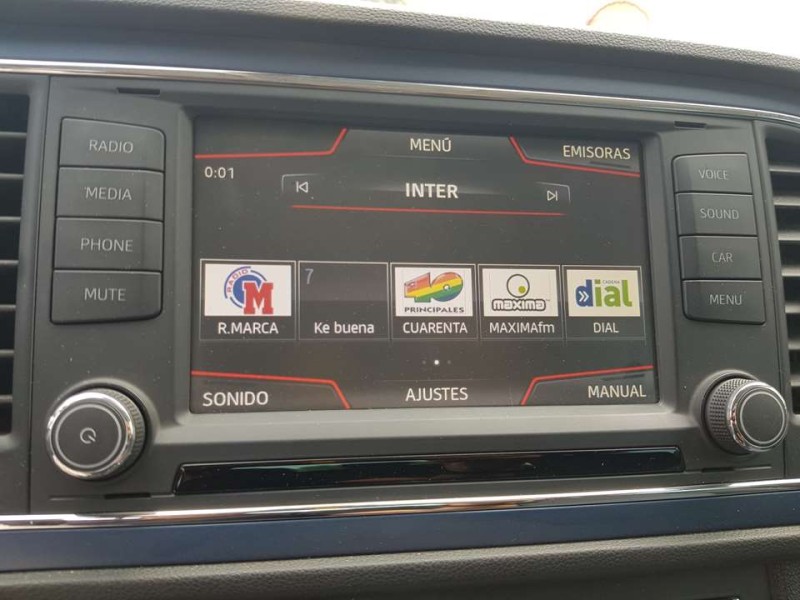 RADIO
MEDIA
PHONE
MUTE
MENÚ
EMISORAS
0:01
INTER
RADIO
M
R.MARCA
7
Ke buena
40
PRINCIPALES
CUARENTA
maxima
MAXIMAfm
CADENA
dial
DIAL
SONIDO
AJUSTES
MANUAL
VOICE
SOUND
CAR
MENU